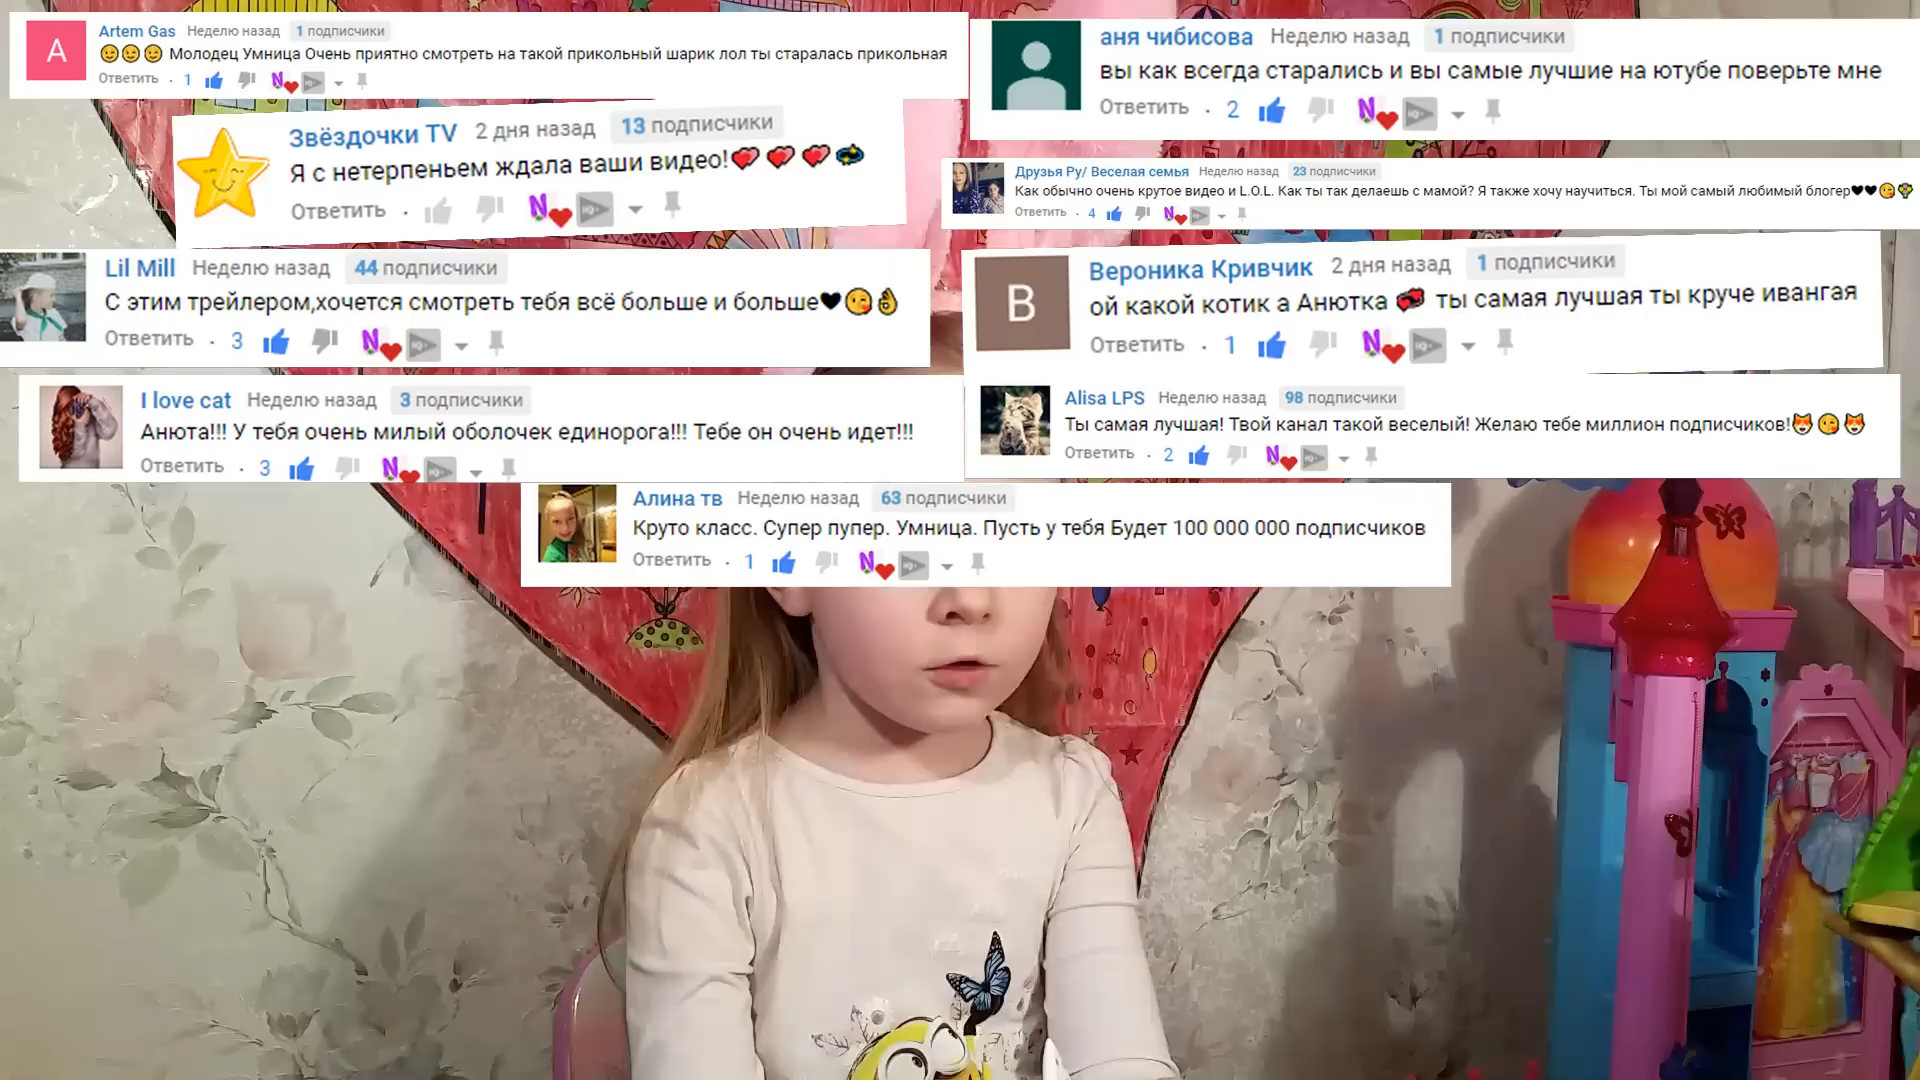 A
Artem Gas Неделю назад 1 подписчики
Молодец Умница Очень приятно смотреть на такой прикольный шарик лол ты старалась прикольная
Ответить · 1
аня чибисова Неделю назад 1 подписчики
вы как всегда старались и вы самые лучшие на ютубе поверьте мне
Ответить · 2
Звёздочки TV 2 дня назад 13 подписчики
Я с нетерпеньем ждала ваши видео!
Ответить ·
Друзья Ру/ Веселая семья Неделю назад 23 подписчики
Как обычно очень крутое видео и L.O.L. Как ты так делаешь с мамой? Я также хочу научиться. Ты мой самый любимый блогер
Ответить · 4
Lil Mill Неделю назад 44 подписчики
С этим трейлером,хочется смотреть тебя всё больше и больше
Ответить · 3
В
Вероника Кривчик 2 дня назад 1 подписчики
ой какой котик а Анютка ты самая лучшая ты круче ивангая
Ответить · 1
I love cat Неделю назад 3 подписчики
Анюта!!! У тебя очень милый оболочек единорога!!! Тебе он очень идет!!!
Ответить · 3
Alisa LPS Неделю назад 98 подписчики
Ты самая лучшая! Твой канал такой веселый! Желаю тебе миллион подписчиков!
Ответить · 2
Алина тв Неделю назад 63 подписчики
Круто класс. Супер пупер. Умница. Пусть у тебя Будет 100 000 000 подписчиков
Ответить · 1